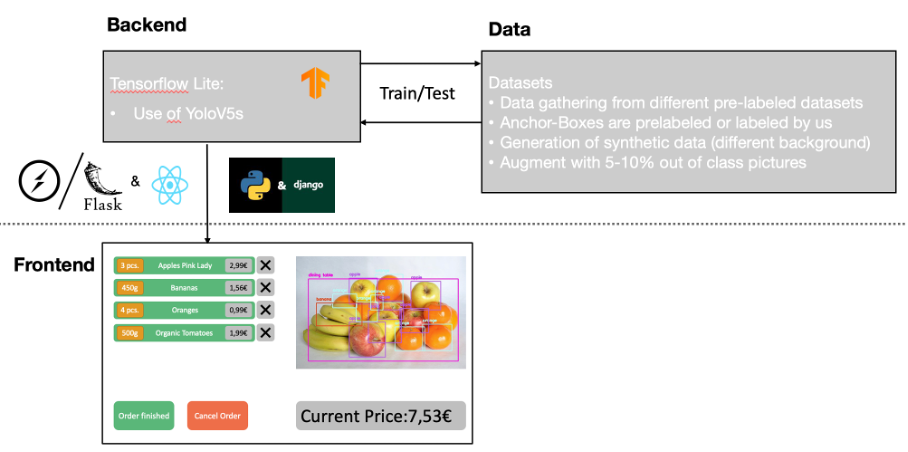 Backend
Data
Tensorflow Lite:
• Use of YoloV5s
Train/Test
Datasets
• Data gathering from different pre-labeled datasets
• Anchor-Boxes are prelabeled or labeled by us
• Generation of synthetic data (different background)
• Augment with 5-10% out of class pictures
Flask
&
& django
Frontend
3 pcs. Apples Pink Lady 2,99€
450g Bananas 1,56€
4 pcs. Oranges 0,99€
500g Organic Tomatoes 1,99€
dining table
apple
apple
banana
Order finished
Cancel Order
Current Price:7,53€